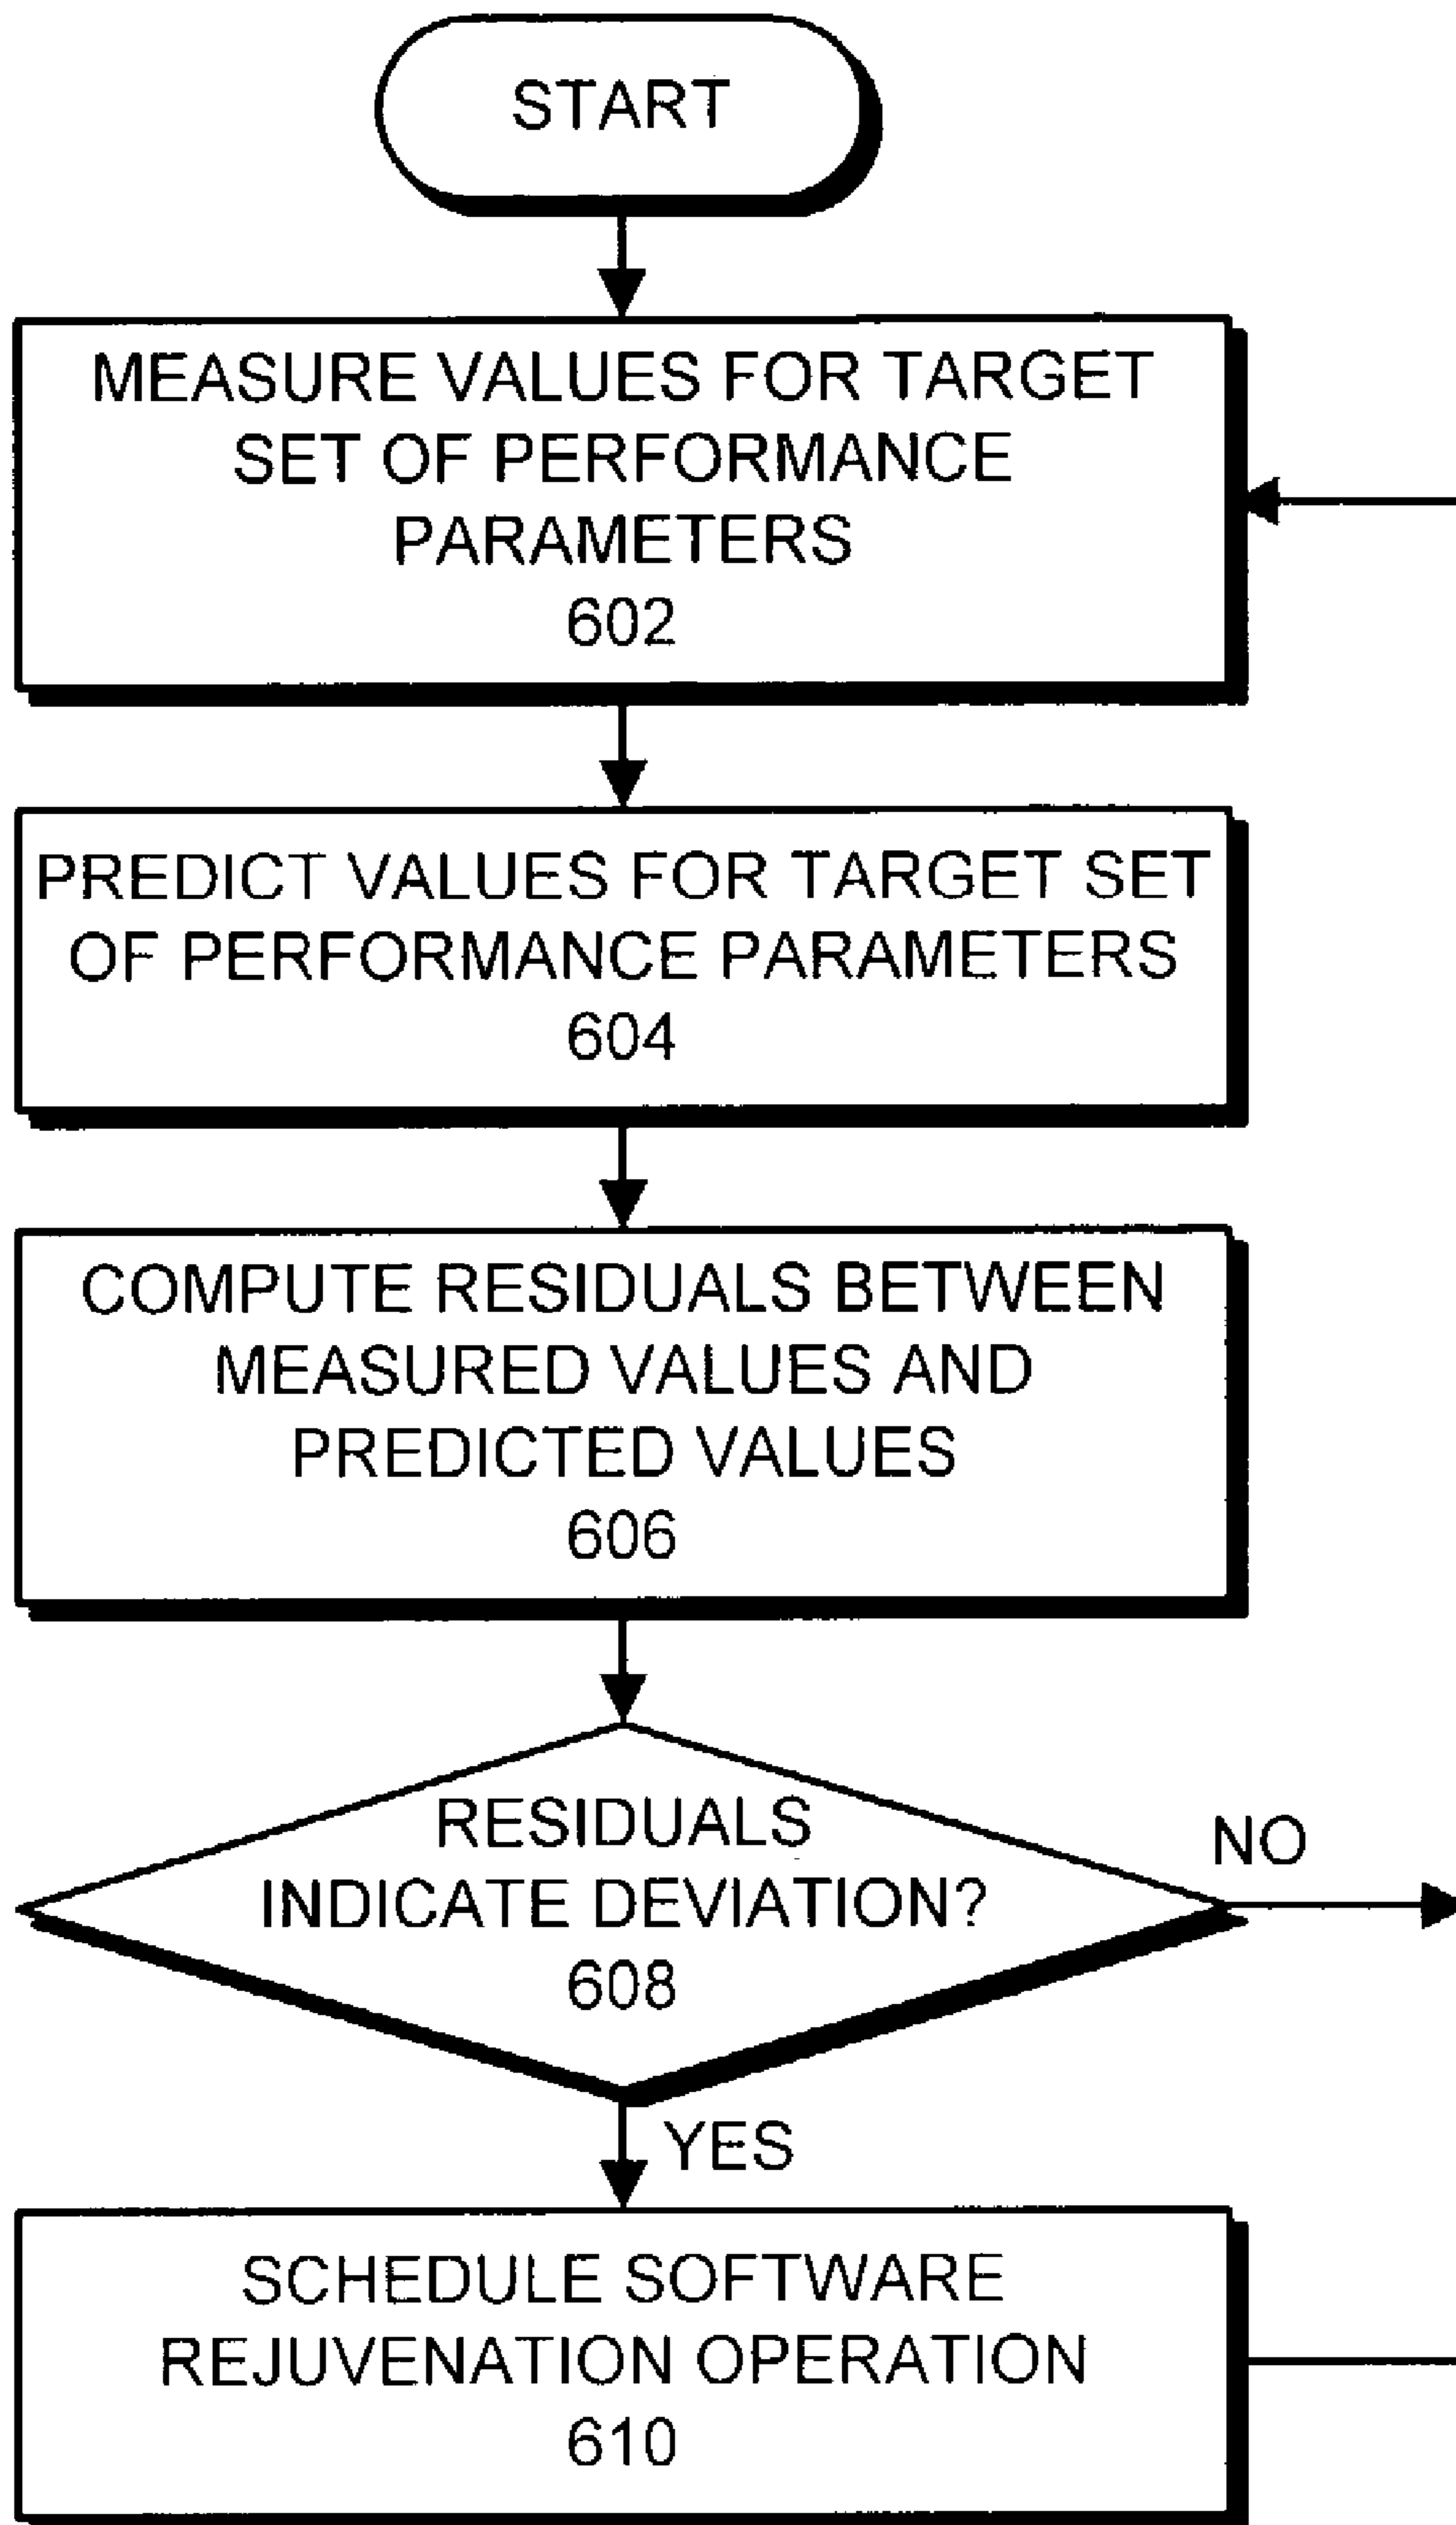 START
MEASURE VALUES FOR TARGET
SET OF PERFORMANCE
PARAMETERS
602
PREDICT VALUES FOR TARGET SET
OF PERFORMANCE PARAMETERS
604
COMPUTE RESIDUALS BETWEEN
MEASURED VALUES AND
PREDICTED VALUES
606
RESIDUALS
INDICATE DEVIATION?
608
NO
YES
SCHEDULE SOFTWARE
REJUVENATION OPERATION
610